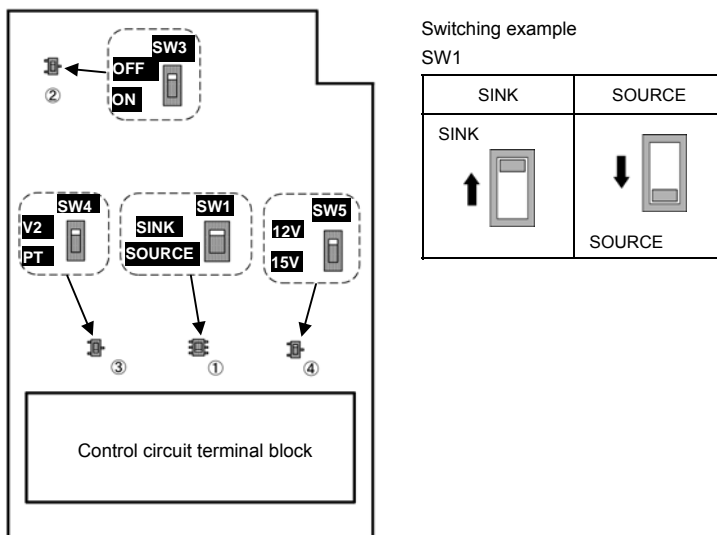 SW3
OFF
ON
②
SW4
V2
PT
SW1
SINK
SOURCE
SW5
12V
15V
③
①
④
Control circuit terminal block
Switching example
SW1
SINK SOURCE
SINK
SOURCE